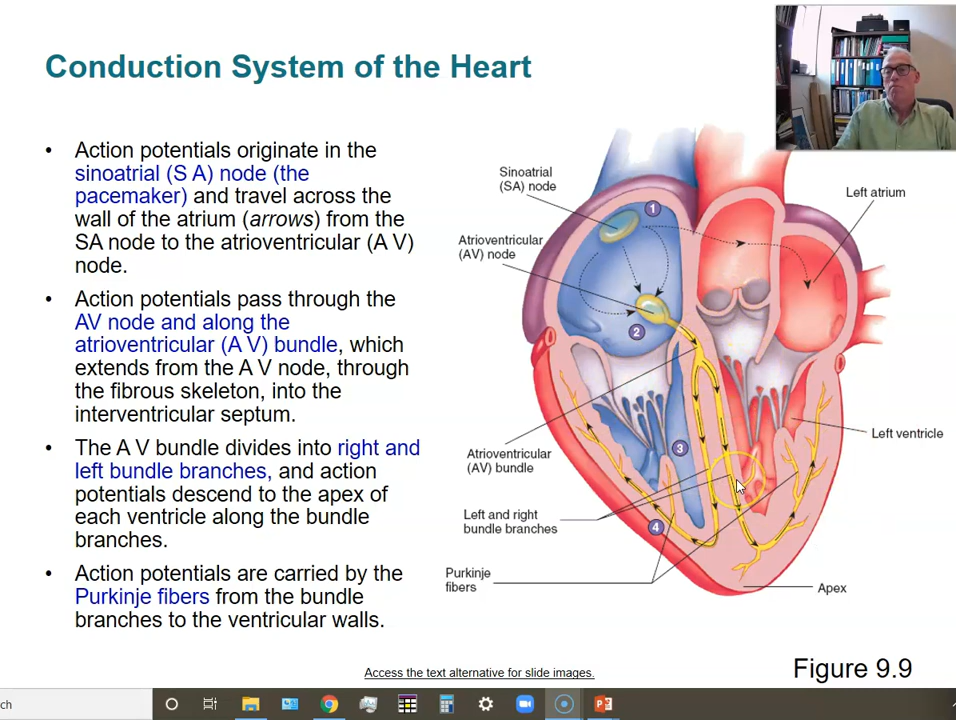 Conduction System of the Heart
• Action potentials originate in the
sinoatrial (S A) node (the
pacemaker) and travel across the
wall of the atrium (arrows) from the
SA node to the atrioventricular (A V)
node.
• Action potentials pass through the
AV node and along the
atrioventricular (A V) bundle, which
extends from the A V node, through
the fibrous skeleton, into the
interventricular septum.
• The A V bundle divides into right and
left bundle branches, and action
potentials descend to the apex of
each ventricle along the bundle
branches.
• Action potentials are carried by the
Purkinje fibers from the bundle
branches to the ventricular walls.
Sinoatrial
(SA) node
Atrioventricular
(AV) node
Left atrium
1
2
3
4
Atrioventricular
(AV) bundle
Left ventricle
Left and right
bundle branches
Purkinje
fibers
Apex
Access the text alternative for slide images.
Figure 9.9
ch